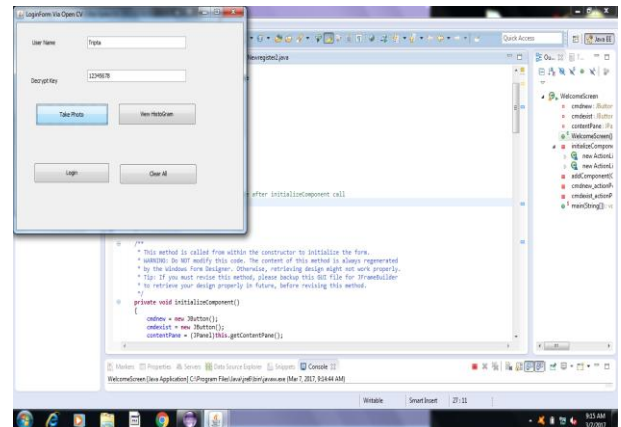 LoginForm Via Open CV
User Name
Tripta
Decrypt Key
12345678
Take Photo
View HistoGram
Login
Clear All
Quick Access
Java EE
Newregister2.java
WelcomeScreen
cmdnew : JButton
cmdexist : JButton
contentPane : JPa
WelcomeScreen()
initializeCompone
new ActionLi
new ActionLi
addComponent(C
cmdnew_actionP
cmdexist_actionP
main(String[]) : v
after initializeComponent call
/**
* This method is called from within the constructor to initialize the form.
* WARNING: Do NOT modify this code. The content of this method is always regenerated
* by the Windows Form Designer. Otherwise, retrieving design might not work properly.
* Tip: If you must revise this method, please backup this GUI file for JFrameBuilder
* to retrieve your design properly in future, before revising this method.
*/
private void initializeComponent()
{
cmdnew = new JButton();
cmdexist = new JButton();
contentPane = (JPanel)this.getContentPane();
Markers Properties Servers Data Source Explorer Snippets Console
WelcomeScreen [Java Application] C:\Program Files\Java\jre8\bin\javaw.exe (Mar 7, 2017, 9:14:44 AM)
Writable Smart Insert 27 : 11
9:15 AM
3/7/2017